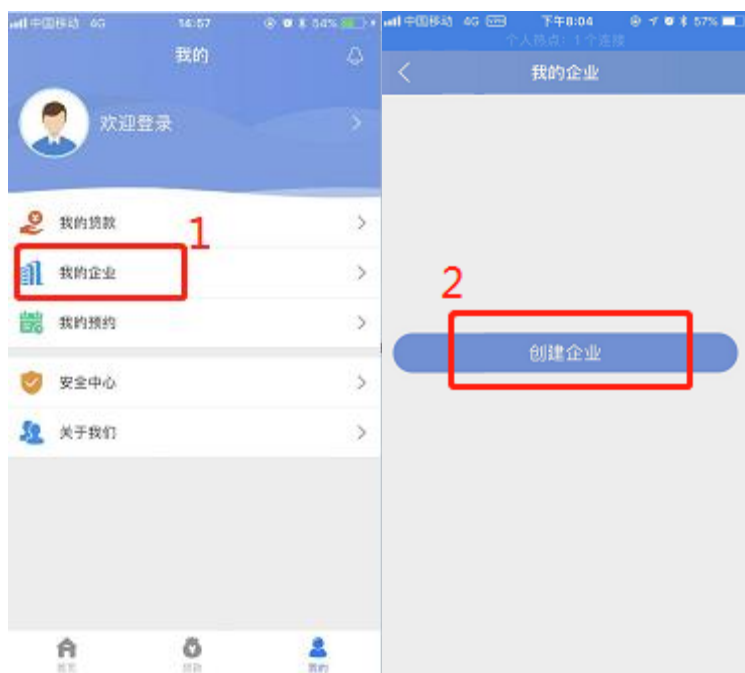 中国移动 4G 14:57 54%
我的
欢迎登录
我的贷款
1
我的企业
我的预约
安全中心
关于我们
首页
贷款
我的
中国移动 4G VPN 下午8:04 57%
个人热点：1个连接
我的企业
2
创建企业